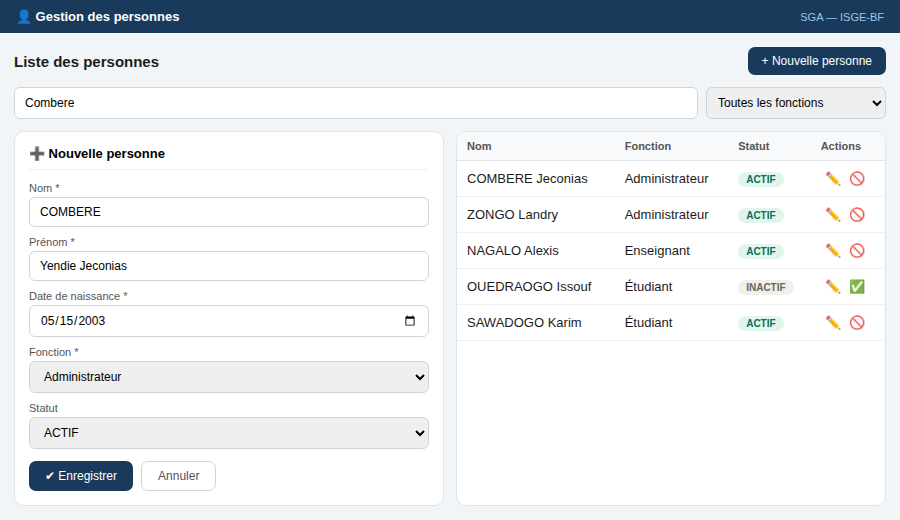 👤 Gestion des personnes
SGA — ISGE-BF
Liste des personnes
+ Nouvelle personne
Combere
Toutes les fonctions
➕ Nouvelle personne
Nom *
COMBERE
Prénom *
Yendie Jeconias
Date de naissance *
05/15/2003
Fonction *
Administrateur
Statut
ACTIF
✔ Enregistrer
Annuler
Nom Fonction Statut Actions
COMBERE Jeconias Administrateur ACTIF ✏️ 🚫
ZONGO Landry Administrateur ACTIF ✏️ 🚫
NAGALO Alexis Enseignant ACTIF ✏️ 🚫
OUEDRAOGO Issouf Étudiant INACTIF ✏️ ✅
SAWADOGO Karim Étudiant ACTIF ✏️ 🚫